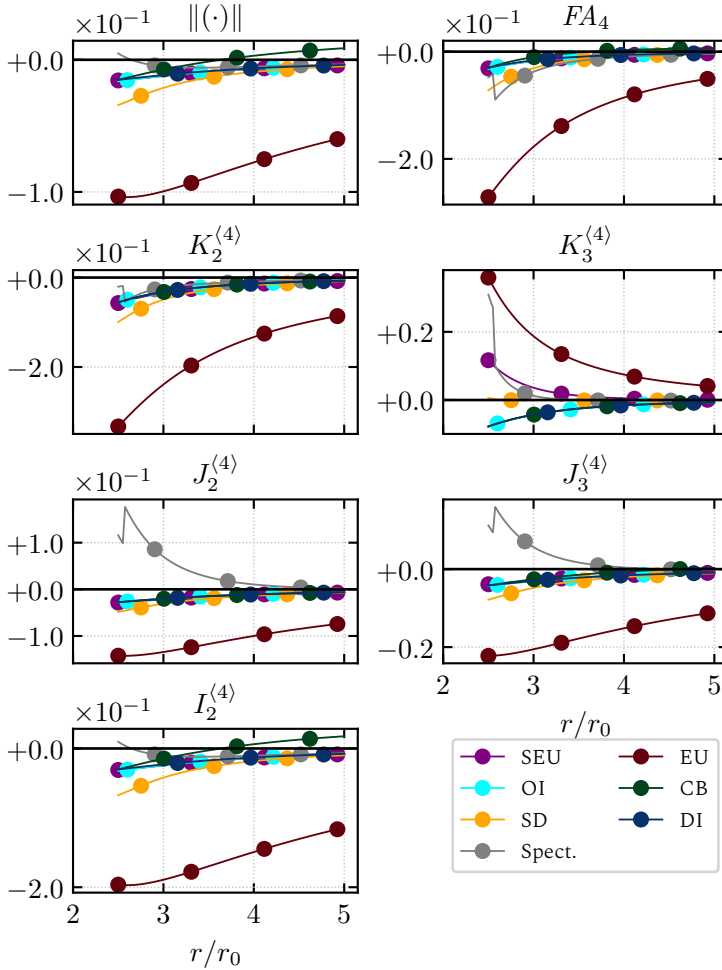 ‖(·)‖
FA₄
×10⁻¹
×10⁻¹
+0.0
−1.0
+0.0
−2.0
K₂⟨⁴⟩
K₃⟨⁴⟩
×10⁻¹
+0.0
−2.0
+0.2
+0.0
J₂⟨⁴⟩
J₃⟨⁴⟩
×10⁻¹
+1.0
+0.0
−1.0
+0.0
−0.2
I₂⟨⁴⟩
×10⁻¹
2 3 4 5
r/r₀
+0.0
−2.0
2 3 4 5
r/r₀
SEU
EU
OI
CB
SD
DI
Spect.